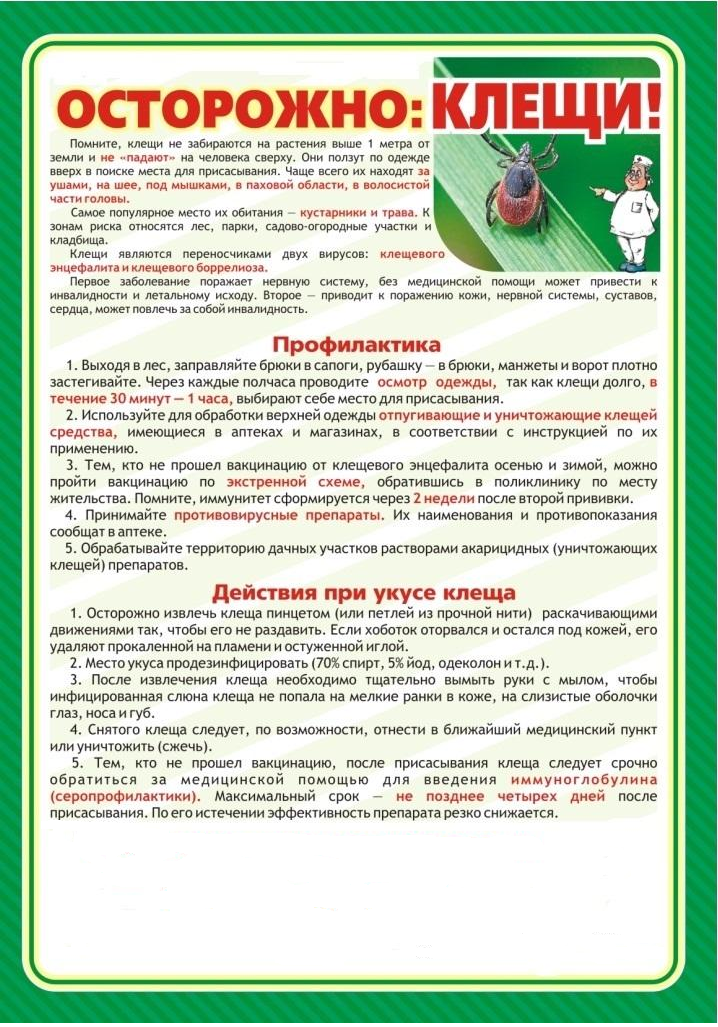 ОСТОРОЖНО: КЛЕЩИ!
Помните, клещи не забираются на растения выше 1 метра от
земли и не «падают» на человека сверху. Они ползут по одежде
вверх в поиске места для присасывания. Чаще всего их находят за
ушами, на шее, под мышками, в паховой области, в волосистой
части головы.
Самое популярное место их обитания — кустарники и трава. К
зонам риска относятся лес, парки, садово-огородные участки и
кладбища.
Клещи являются переносчиками двух вирусов: клещевого
энцефалита и клещевого боррелиоза.
Первое заболевание поражает нервную систему, без медицинской помощи может привести к
инвалидности и летальному исходу. Второе — приводит к поражению кожи, нервной системы, суставов,
сердца, может повлечь за собой инвалидность.
Профилактика
1. Выходя в лес, заправляйте брюки в сапоги, рубашку — в брюки, манжеты и ворот плотно
застегивайте. Через каждые полчаса проводите осмотр одежды, так как клещи долго, в
течение 30 минут — 1 часа, выбирают себе место для присасывания.
2. Используйте для обработки верхней одежды отпугивающие и уничтожающие клещей
средства, имеющиеся в аптеках и магазинах, в соответствии с инструкцией по их
применению.
3. Тем, кто не прошел вакцинацию от клещевого энцефалита осенью и зимой, можно
пройти вакцинацию по экстренной схеме, обратившись в поликлинику по месту
жительства. Помните, иммунитет сформируется через 2 недели после второй прививки.
4. Принимайте противовирусные препараты. Их наименования и противопоказания
сообщат в аптеке.
5. Обрабатывайте территорию дачных участков растворами акарицидных (уничтожающих
клещей) препаратов.
Действия при укусе клеща
1. Осторожно извлечь клеща пинцетом (или петлей из прочной нити) раскачивающими
движениями так, чтобы его не раздавить. Если хоботок оторвался и остался под кожей, его
удаляют прокаленной на пламени и остуженной иглой.
2. Место укуса продезинфицировать (70% спирт, 5% йод, одеколон и т.д.).
3. После извлечения клеща необходимо тщательно вымыть руки с мылом, чтобы
инфицированная слюна клеща не попала на мелкие ранки в коже, на слизистые оболочки
глаз, носа и губ.
4. Снятого клеща следует, по возможности, отнести в ближайший медицинский пункт
или уничтожить (сжечь).
5. Тем, кто не прошел вакцинацию, после присасывания клеща следует срочно
обратиться за медицинской помощью для введения иммуноглобулина
(серопрофилактики). Максимальный срок — не позднее четырех дней после
присасывания. По его истечении эффективность препарата резко снижается.